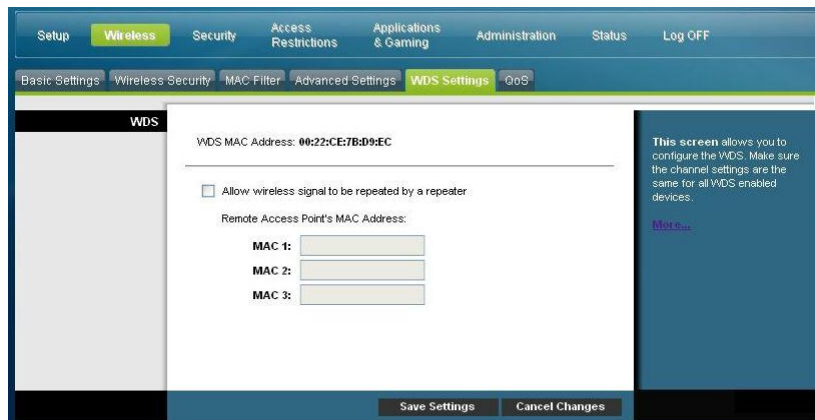 Setup Wireless Security Access Restrictions Applications & Gaming Administration Status Log OFF
Basic Settings Wireless Security MAC Filter Advanced Settings WDS Settings QoS
WDS
WDS MAC Address: 00:22:CE:7B:D9:EC
Allow wireless signal to be repeated by a repeater
Remote Access Point's MAC Address:
MAC 1:
MAC 2:
MAC 3:
This screen allows you to
configure the WDS. Make sure
the channel settings are the
same for all WDS enabled
devices.
More...
Save Settings Cancel Changes